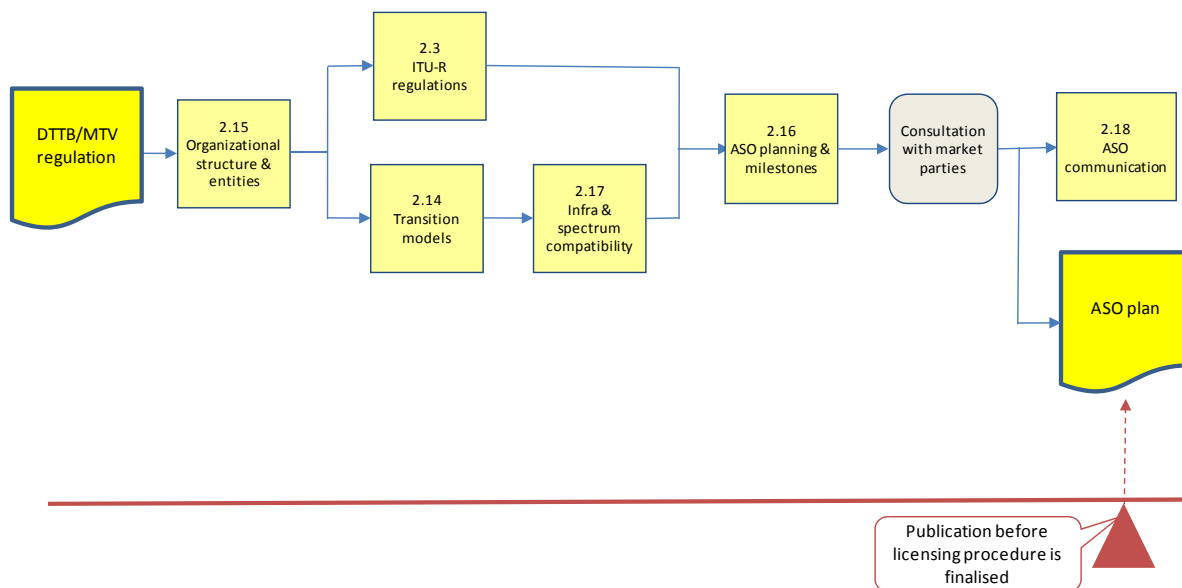 DTTB/MTV
regulation
2.15
Organizational
structure &
entities
2.3
ITU-R
regulations
2.14
Transition
models
2.17
Infra &
spectrum
compatibility
2.16
ASO planning &
milestones
Consultation
with market
parties
2.18
ASO
communication
ASO plan
Publication before
licensing procedure is
finalised